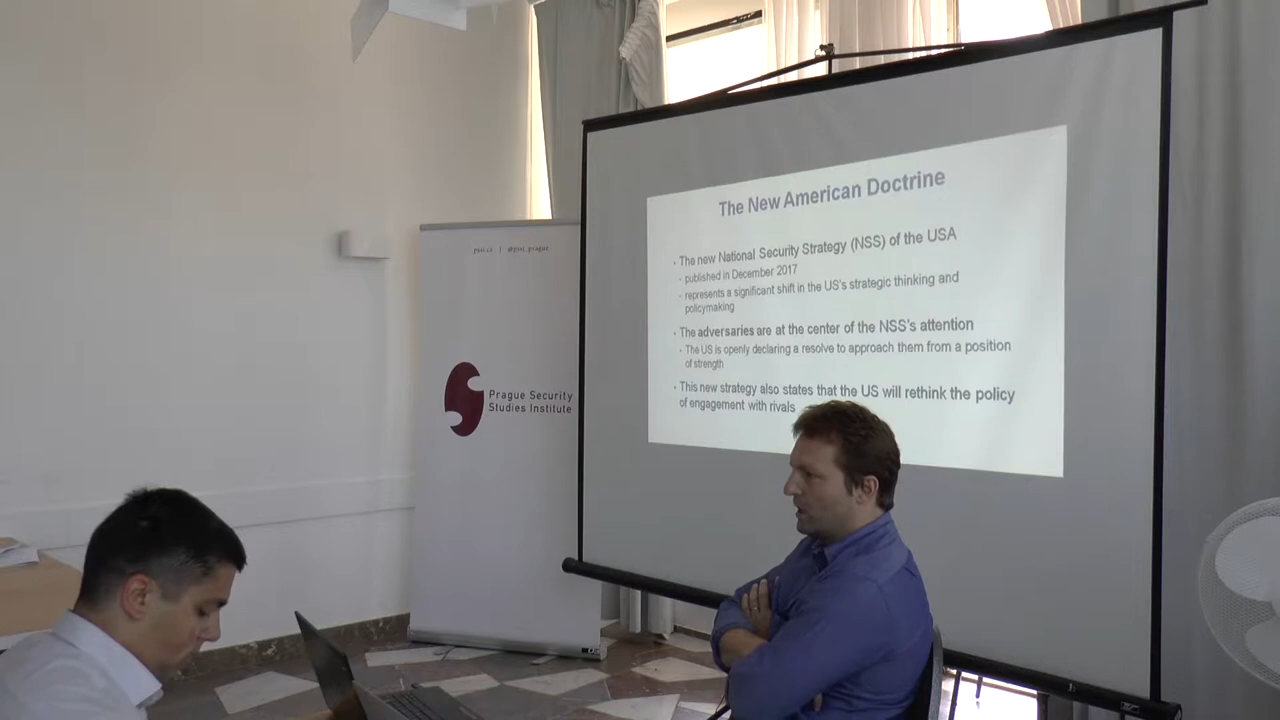 pssi.cz | @pssi_prague
Prague Security
Studies Institute
The New American Doctrine
The new National Security Strategy (NSS) of the USA
- published in December 2017
- represents a significant shift in the US's strategic thinking and
policymaking
The adversaries are at the center of the NSS's attention
The US is openly declaring a resolve to approach them from a position
of strength
This new strategy also states that the US will rethink the policy
of engagement with rivals